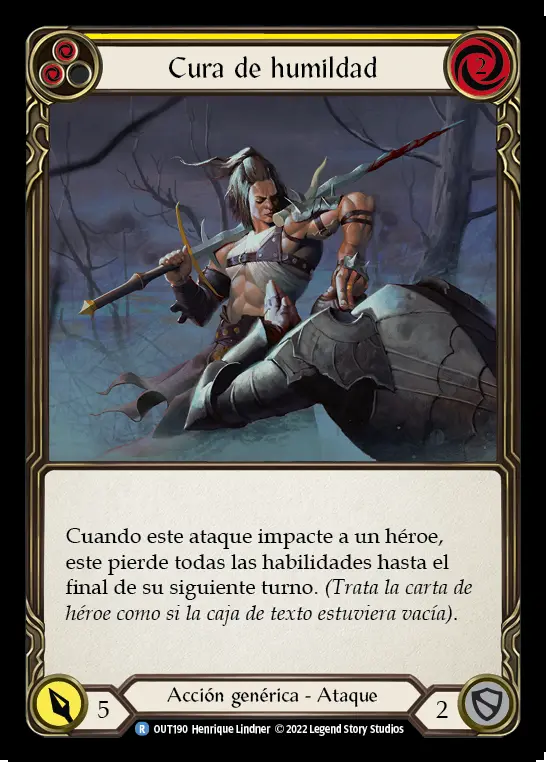 Cura de humildad
2
Cuando este ataque impacte a un héroe,
este pierde todas las habilidades hasta el
final de su siguiente turno. (Trata la carta de
héroe como si la caja de texto estuviera vacía).
5
Acción genérica - Ataque
2
R OUT190 Henrique Lindner © 2022 Legend Story Studios